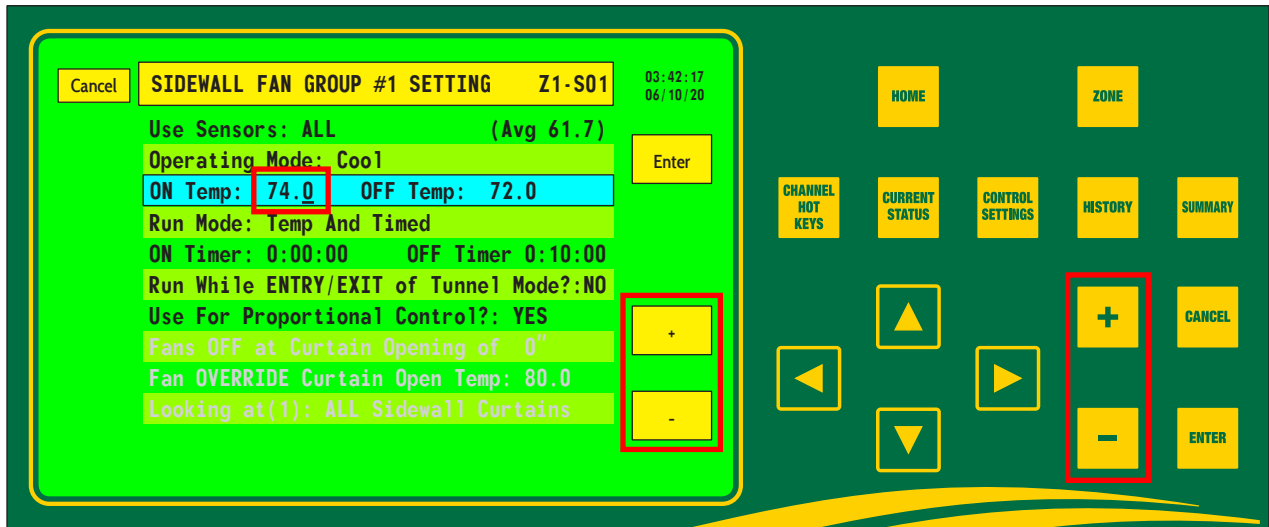 Cancel
SIDEWALL FAN GROUP #1 SETTING Z1-S01
03:42:17
06/10/20
Use Sensors: ALL (Avg 61.7)
Operating Mode: Cool
Enter
ON Temp: 74.0 OFF Temp: 72.0
Run Mode: Temp And Timed
ON Timer: 0:00:00 OFF Timer 0:10:00
Run While ENTRY/EXIT of Tunnel Mode?:NO
Use For Proportional Control?: YES
+
Fans OFF at Curtain Opening of 0"
Fan OVERRIDE Curtain Open Temp: 80.0
Looking at(1): ALL Sidewall Curtains
-
HOME
ZONE
CHANNEL
HOT
KEYS
CURRENT
STATUS
CONTROL
SETTINGS
HISTORY
SUMMARY
+
CANCEL
-
ENTER